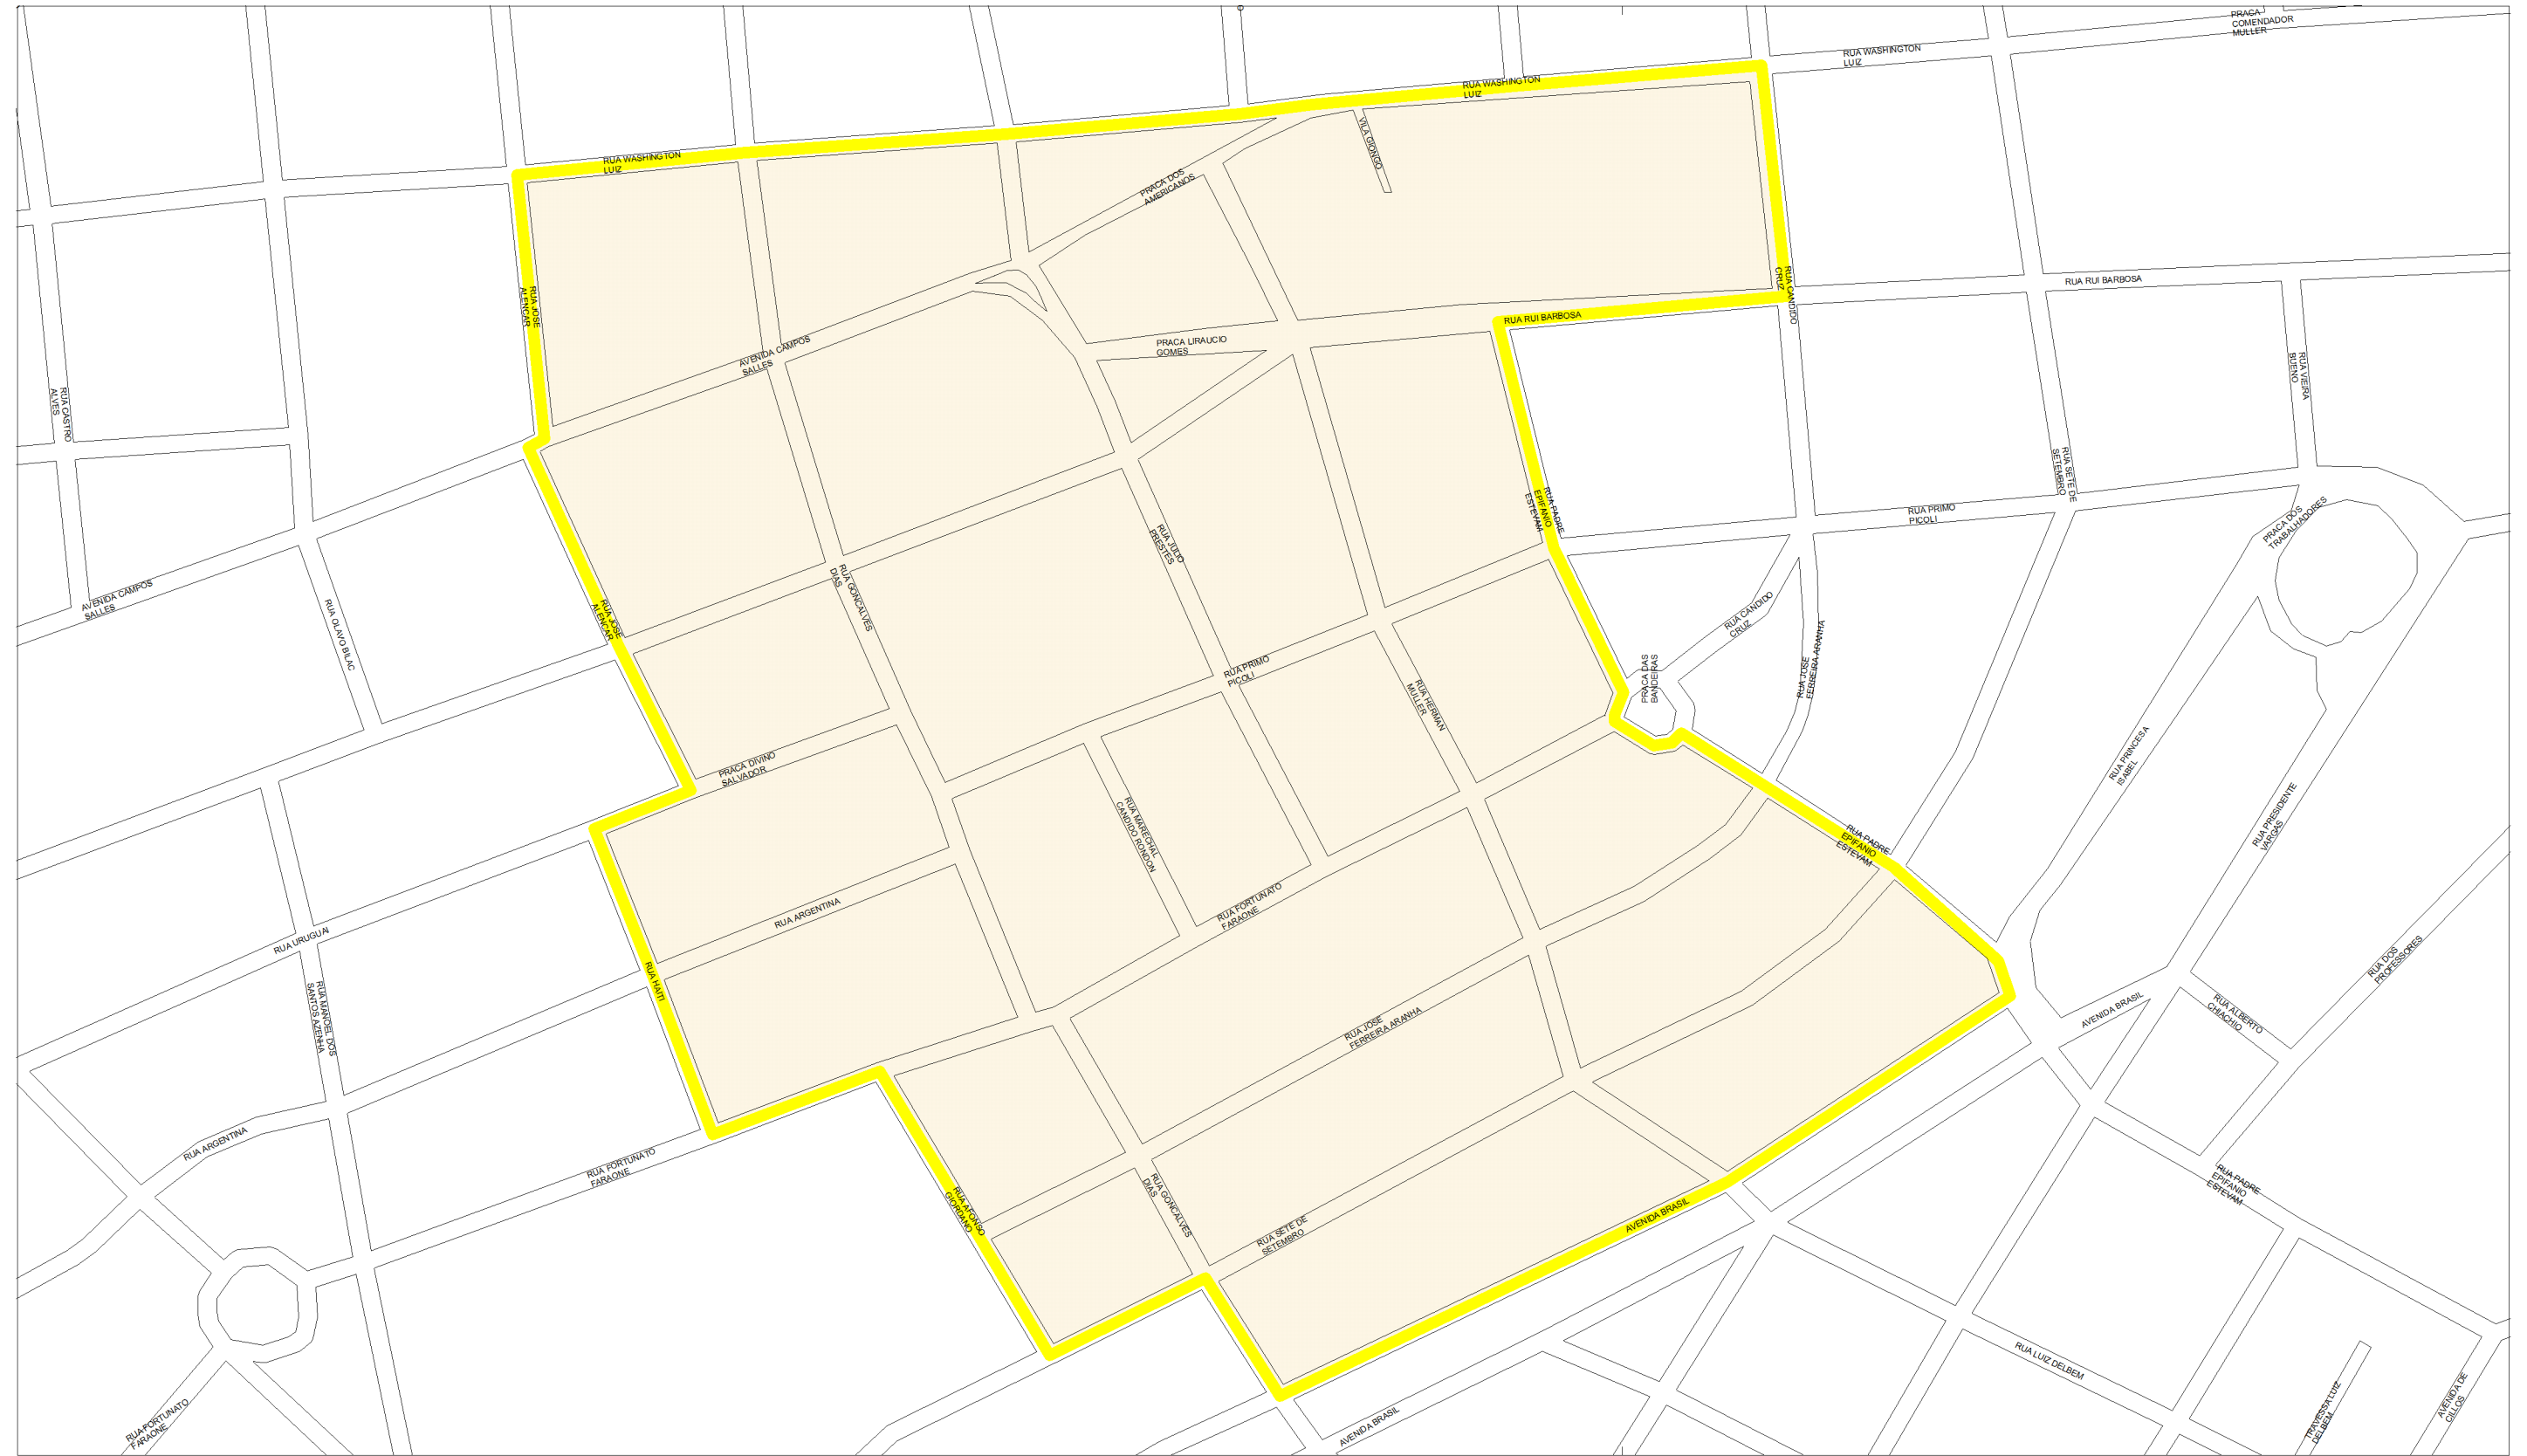 PRACA
COMENDADOR
MULLER
RUA WASHINGTON
LUIZ
RUA WASHINGTON
LUIZ
RUA WASHINGTON
LUIZ
VILA GIONGO
PRACA DOS
AMERICANOS
RUA CANDIDO
CRUZ
RUA RUI BARBOSA
RUA JOSE
ALENCAR
RUA RUI BARBOSA
PRACA LIRAUCIO
GOMES
AVENIDA CAMPOS
SALLES
RUA VIEIRA
BUENO
RUA CASTRO
ALVES
RUA SETE DE
SETEMBRO
RUA PADRE
EPIFANIO
ESTEVAM
RUA PRIMO
PICOLI
PRACA DOS
TRABALHADORES
RUA JULIO
PRESTES
RUA GONCALVES
DIAS
AVENIDA CAMPOS
SALLES
RUA OLAVO BILAC
RUA JOSE
ALENCAR
RUA CANDIDO
CRUZ
RUA JOSE
FERREIRA ARANHA
PRACA DAS
BANDEIRAS
RUA PRIMO
PICOLI
RUA HERMAN
MULLER
RUA PRINCESA
ISABEL
PRACA DIVINO
SALVADOR
RUA PRESIDENTE
VARGAS
RUA MARECHAL
CANDIDO RONDON
RUA PADRE
EPIFANIO
ESTEVAM
RUA ARGENTINA
RUA FORTUNATO
FARAONE
RUA URUGUAI
RUA DOS
PROFESSORES
RUA HAITI
RUA MANOEL DOS
SANTOS AZENHA
AVENIDA BRASIL
RUA ALBERTO
CHIACHIO
RUA JOSE
FERREIRA ARANHA
RUA ARGENTINA
RUA FORTUNATO
FARAONE
RUA AFONSO
GIORDANO
RUA GONCALVES
DIAS
RUA PADRE
EPIFANIO
ESTEVAM
AVENIDA BRASIL
RUA SETE DE
SETEMBRO
RUA LUIZ DELBEM
AVENIDA DE
CILLOS
TRAVESSA LUIZ
DELBEM
RUA FORTUNATO
FARAONE
AVENIDA BRASIL